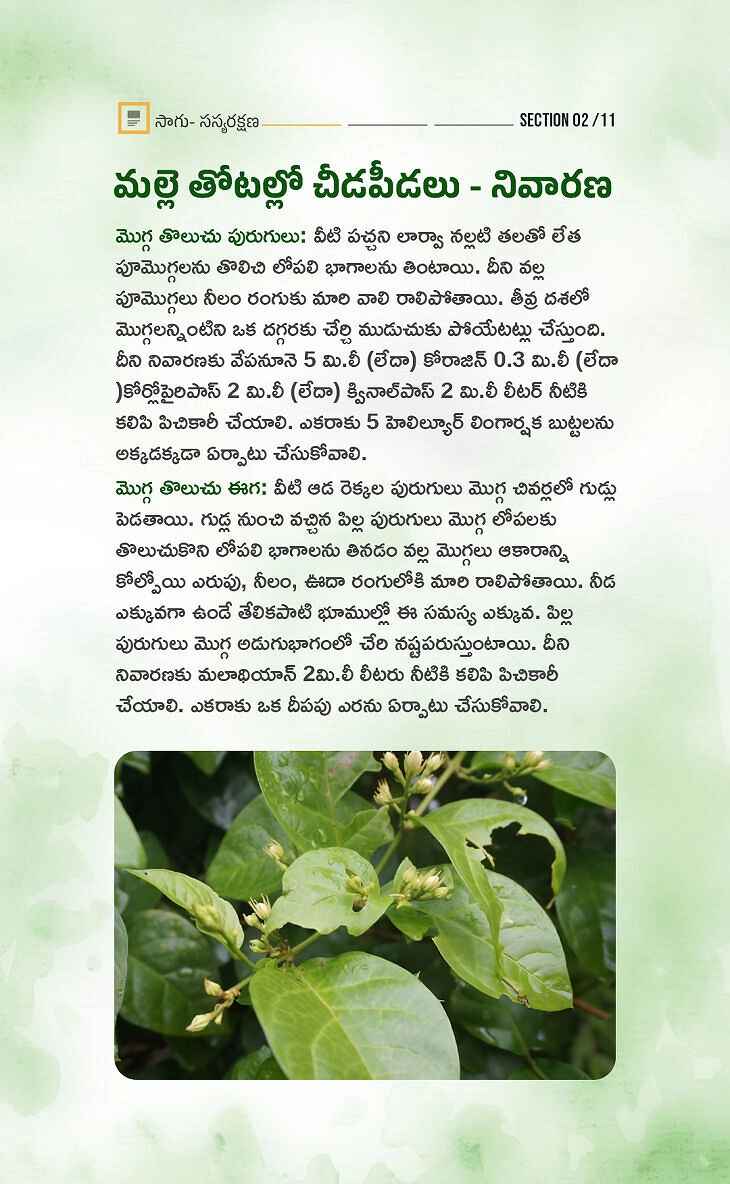 సాగు- సస్యరక్షణ
SECTION 02 /11
మల్లె తోటల్లో చీడపీడలు - నివారణ
మొగ్గ తొలుచు పురుగులు: వీటి పచ్చని లార్వా నల్లటి తలతో లేత
పూమొగ్గలను తొలిచి లోపలి భాగాలను తింటాయి. దీని వల్ల
పూమొగ్గలు నీలం రంగుకు మారి వాలి రాలిపోతాయి. తీవ్ర దశలో
మొగ్గలన్నింటిని ఒక దగ్గరకు చేర్చి ముడుచుకు పోయేటట్లు చేస్తుంది.
దీని నివారణకు వేపనూనె 5 మి.లీ (లేదా) కోరాజిన్ 0.3 మి.లీ (లేదా
)కోర్లోపైరిపాస్ 2 మి.లీ (లేదా) క్వినాల్‌పాస్ 2 మి.లీ లీటర్ నీటికి
కలిపి పిచికారీ చేయాలి. ఎకరాకు 5 హెలిల్యూర్ లింగార్షక బుట్టలను
అక్కడక్కడా ఏర్పాటు చేసుకోవాలి.
మొగ్గ తొలుచు ఈగ: వీటి ఆడ రెక్కల పురుగులు మొగ్గ చివర్లలో గుడ్లు
పెడతాయి. గుడ్ల నుంచి వచ్చిన పిల్ల పురుగులు మొగ్గ లోపలకు
తొలుచుకొని లోపలి భాగాలను తినడం వల్ల మొగ్గలు ఆకారాన్ని
కోల్పోయి ఎరుపు, నీలం, ఊదా రంగులోకి మారి రాలిపోతాయి. నీడ
ఎక్కువగా ఉండే తేలికపాటి భూముల్లో ఈ సమస్య ఎక్కువ. పిల్ల
పురుగులు మొగ్గ అడుగుభాగంలో చేరి నష్టపరుస్తుంటాయి. దీని
నివారణకు మలాథియాన్ 2మి.లీ లీటరు నీటికి కలిపి పిచికారీ
చేయాలి. ఎకరాకు ఒక దీపపు ఎరను ఏర్పాటు చేసుకోవాలి.